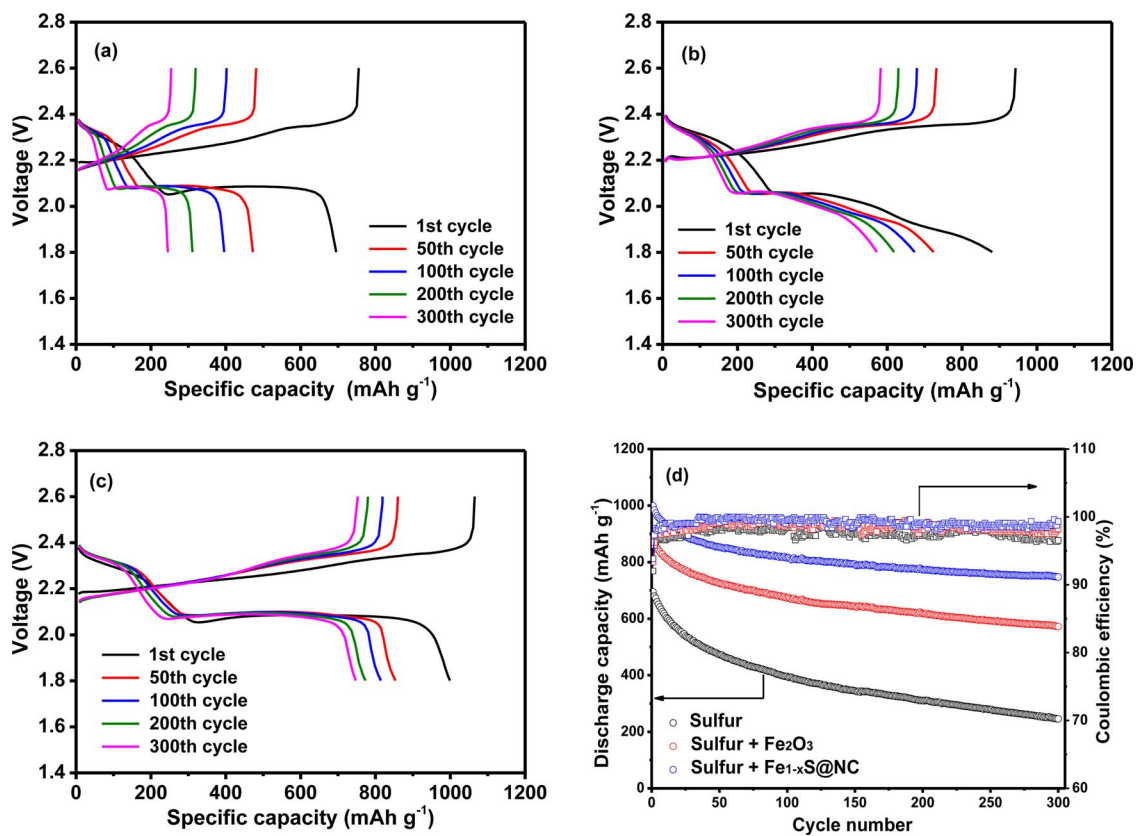 (a)
2.8
2.6
2.4
2.2
2.0
1.8
1.6
1.4
Voltage (V)
1st cycle
50th cycle
100th cycle
200th cycle
300th cycle
0 200 400 600 800 1000 1200
Specific capacity (mAh g⁻¹)
(b)
2.8
2.6
2.4
2.2
2.0
1.8
1.6
1.4
Voltage (V)
1st cycle
50th cycle
100th cycle
200th cycle
300th cycle
0 200 400 600 800 1000 1200
Specific capacity (mAh g⁻¹)
(c)
2.8
2.6
2.4
2.2
2.0
1.8
1.6
1.4
Voltage (V)
1st cycle
50th cycle
100th cycle
200th cycle
300th cycle
0 200 400 600 800 1000 1200
Specific capacity (mAh g⁻¹)
(d)
1200
1000
800
600
400
200
0
Discharge capacity (mAh g⁻¹)
110
100
90
80
70
60
Coulombic efficiency (%)
Sulfur
Sulfur + Fe₂O₃
Sulfur + Fe₁₋ₓS@NC
0 50 100 150 200 250 300
Cycle number